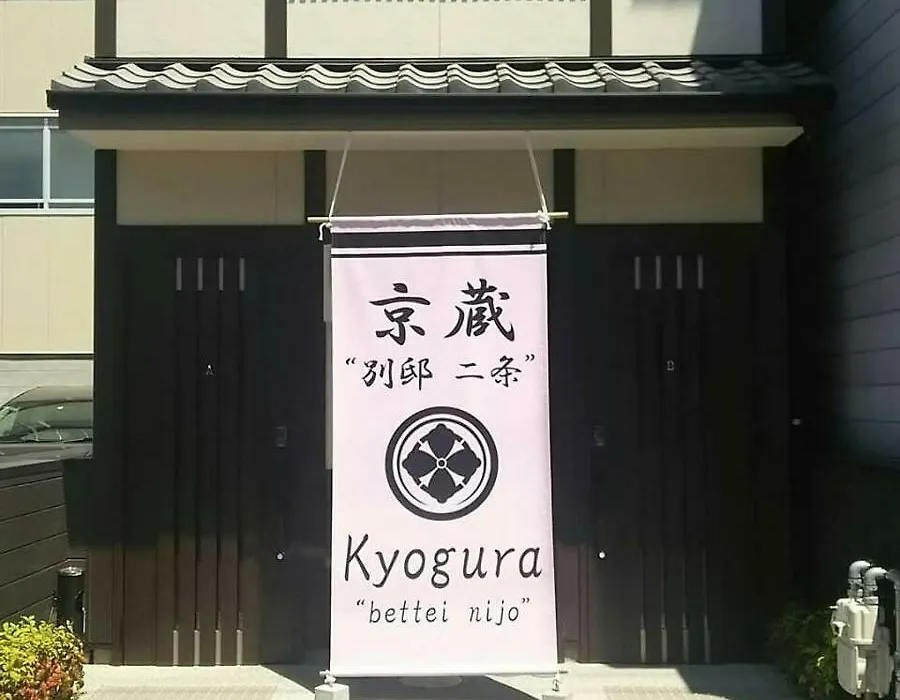 京蔵
“別邸 二条”
Kyogura
“bettei nijo”
A
B